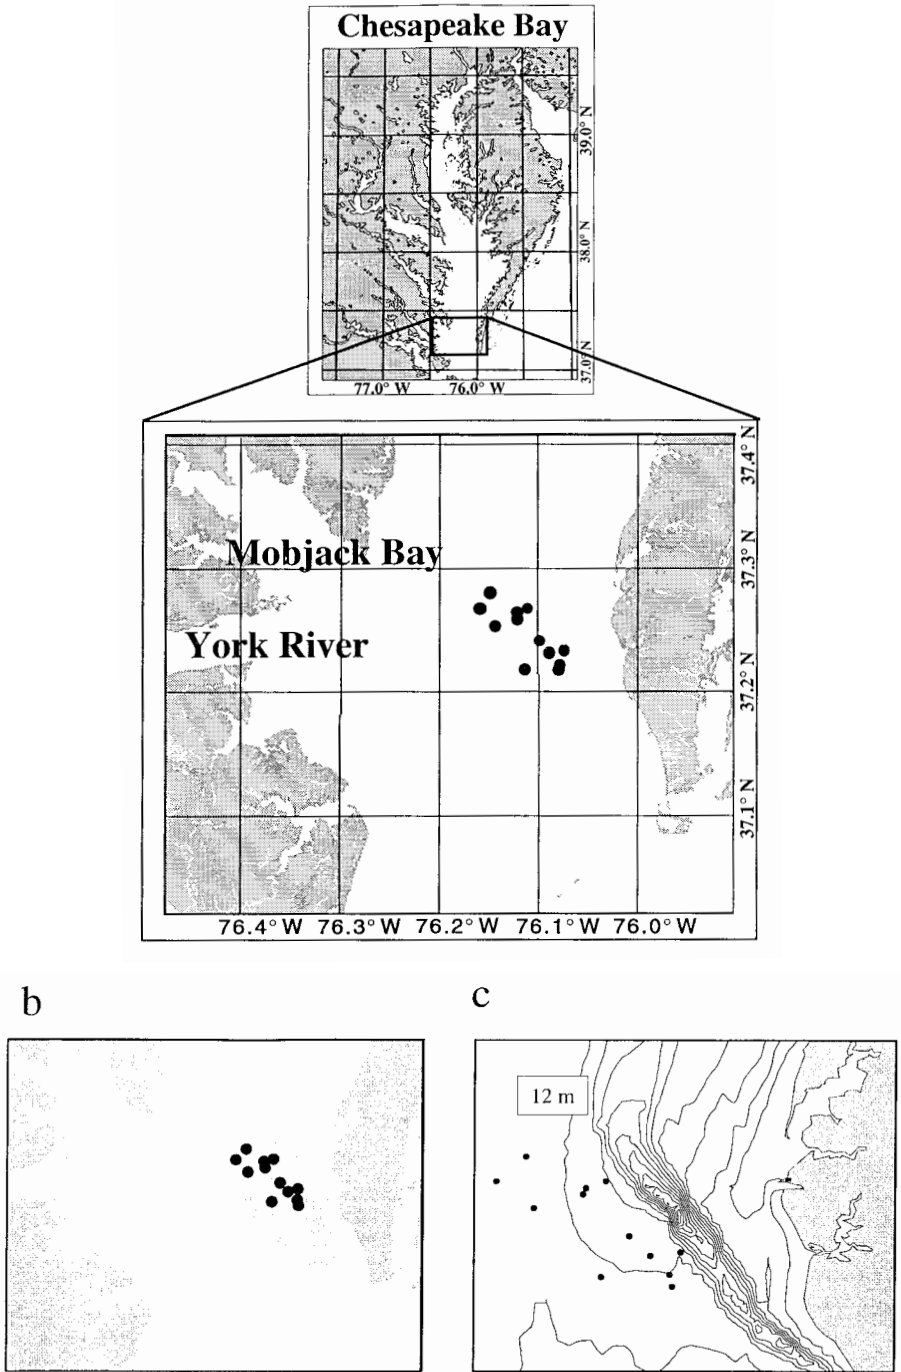 Chesapeake Bay
39.0° N
38.0° N
37.0° N
77.0° W 76.0° W
37.4° N
Mobjack Bay
37.3° N
York River
37.2° N
37.1° N
76.4° W 76.3° W 76.2° W 76.1° W 76.0° W
b
c
12 m